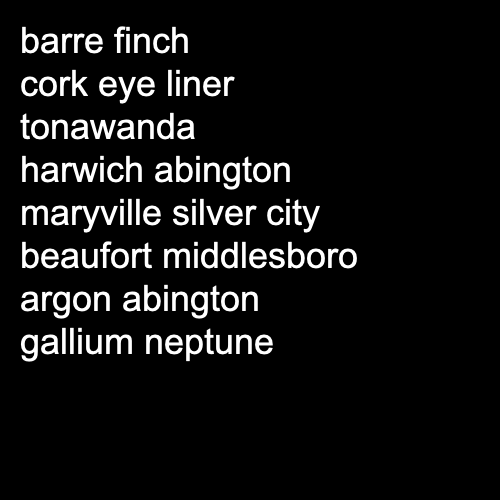 barre finch
cork eye liner
tonawanda
harwich abington
maryville silver city
beaufort middlesboro
argon abington
gallium neptune